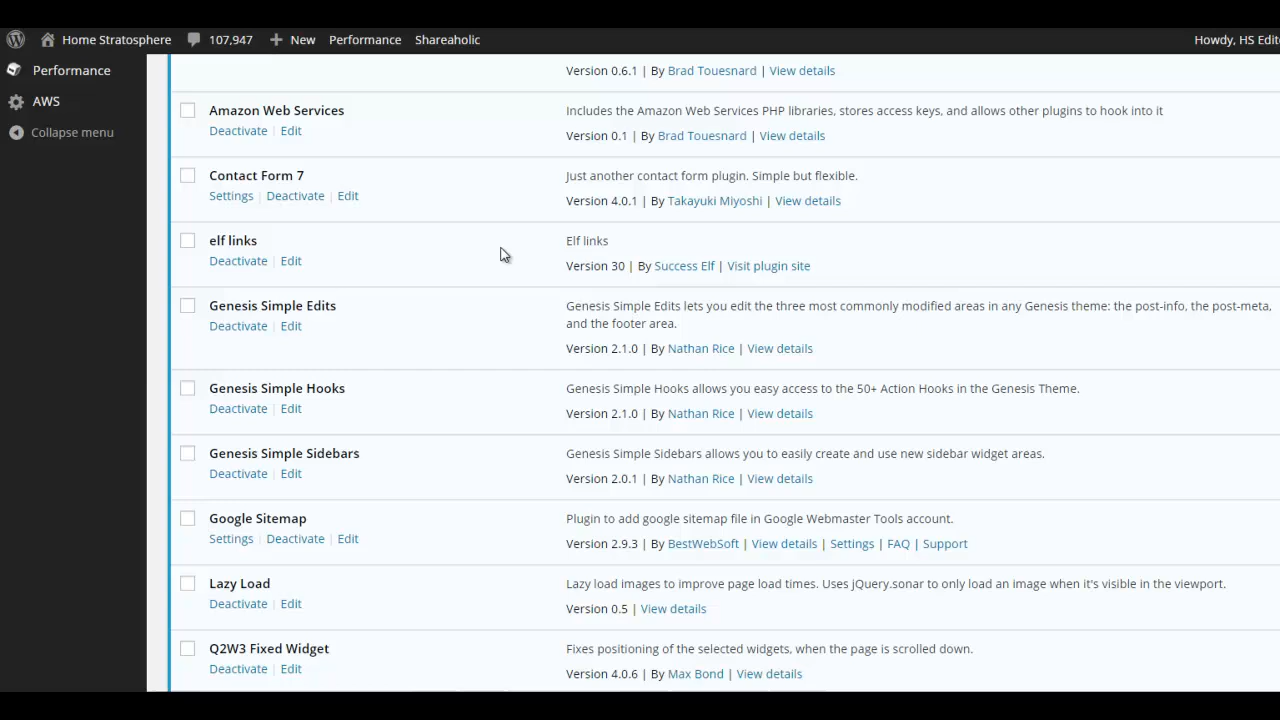 Home Stratosphere 107,947 New Performance Shareaholic Howdy, HS Edit
Performance
AWS
Collapse menu
Version 0.6.1 | By Brad Touesnard | View details
Amazon Web Services
Deactivate | Edit
Includes the Amazon Web Services PHP libraries, stores access keys, and allows other plugins to hook into it
Version 0.1 | By Brad Touesnard | View details
Contact Form 7
Settings | Deactivate | Edit
Just another contact form plugin. Simple but flexible.
Version 4.0.1 | By Takayuki Miyoshi | View details
elf links
Deactivate | Edit
Elf links
Version 30 | By Success Elf | Visit plugin site
Genesis Simple Edits
Deactivate | Edit
Genesis Simple Edits lets you edit the three most commonly modified areas in any Genesis theme: the post-info, the post-meta,
and the footer area.
Version 2.1.0 | By Nathan Rice | View details
Genesis Simple Hooks
Deactivate | Edit
Genesis Simple Hooks allows you easy access to the 50+ Action Hooks in the Genesis Theme.
Version 2.1.0 | By Nathan Rice | View details
Genesis Simple Sidebars
Deactivate | Edit
Genesis Simple Sidebars allows you to easily create and use new sidebar widget areas.
Version 2.0.1 | By Nathan Rice | View details
Google Sitemap
Settings | Deactivate | Edit
Plugin to add google sitemap file in Google Webmaster Tools account.
Version 2.9.3 | By BestWebSoft | View details | Settings | FAQ | Support
Lazy Load
Deactivate | Edit
Lazy load images to improve page load times. Uses jQuery.sonar to only load an image when it's visible in the viewport.
Version 0.5 | View details
Q2W3 Fixed Widget
Deactivate | Edit
Fixes positioning of the selected widgets, when the page is scrolled down.
Version 4.0.6 | By Max Bond | View details